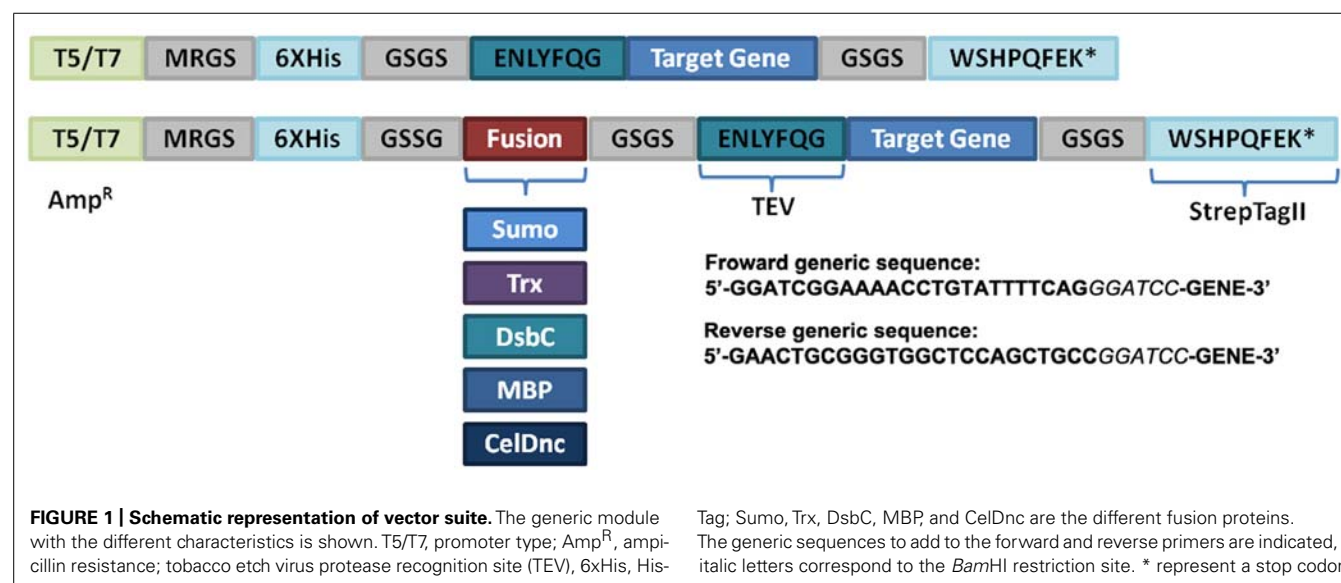 T5/T7 MRGS 6XHis GSGS ENLYFQG Target Gene GSGS WSHPQFEK*
T5/T7 MRGS 6XHis GSSG Fusion GSGS ENLYFQG Target Gene GSGS WSHPQFEK*
Amp^R
TEV
StrepTagII
Sumo
Trx
DsbC
MBP
CelDnc
Froward generic sequence:
5'-GGATCGGAAAACCTGTATTTTCAGGGATCC-GENE-3'
Reverse generic sequence:
5'-GAACTGCGGGTGGCTCCAGCTGCCGGATCC-GENE-3'
FIGURE 1 | Schematic representation of vector suite. The generic module
with the different characteristics is shown. T5/T7, promoter type; Amp^R, ampi-
cillin resistance; tobacco etch virus protease recognition site (TEV), 6xHis, His-
Tag; Sumo, Trx, DsbC, MBP, and CelDnc are the different fusion proteins.
The generic sequences to add to the forward and reverse primers are indicated,
italic letters correspond to the BamHI restriction site. * represent a stop codon